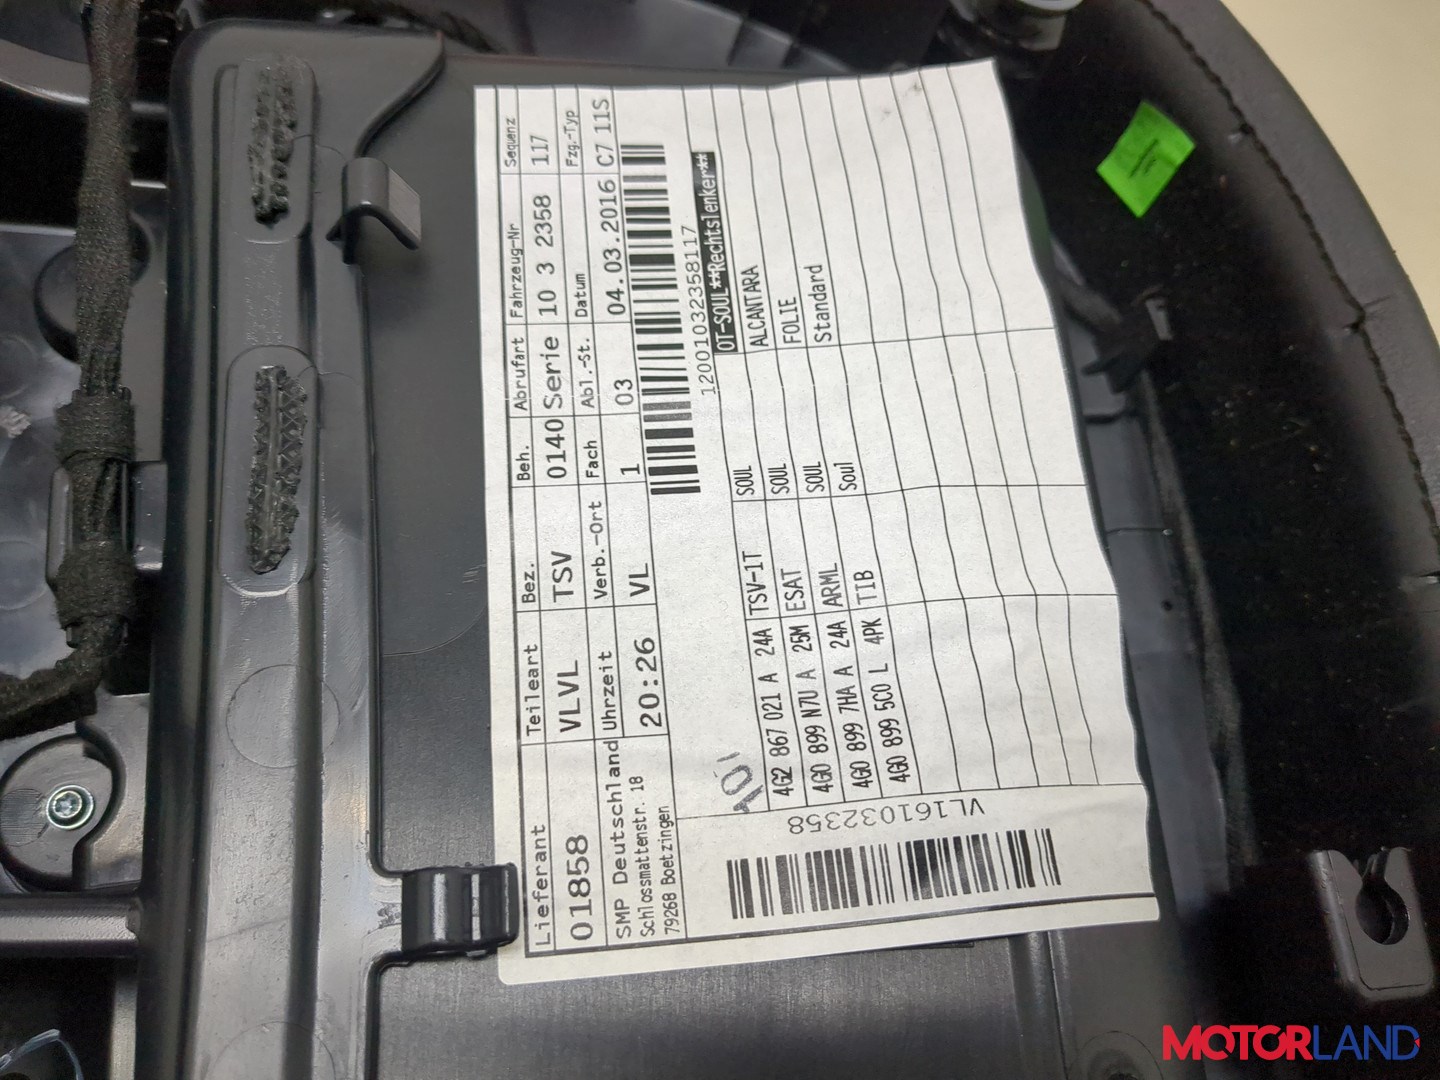 Lieferant Teileart Bez. Beh. Abrufart Fahrzeug-Nr Sequenz
01858 VLVL TSV 0140 Serie 10 3 2358 117
SMP Deutschland Uhrzeit Verb.-Ort Fach Abl.-St. Datum Fzg.-Typ
Schlossmattenstr. 18 20:26 VL 1 03 04.03.2016 C7 11S
79268 Boetzingen
12001032358117
OT-SOUL**Rechtslenker**
101
4G2 867 021 A 24A TSV-1T SOUL ALCANTARA
4G0 899 N7U A 25M ESAT SOUL FOLIE
4G0 899 7HA A 24A ARML SOUL Standard
4G0 899 5C0 L 4PK TIB Soul
VL161032358
MOTORLAND